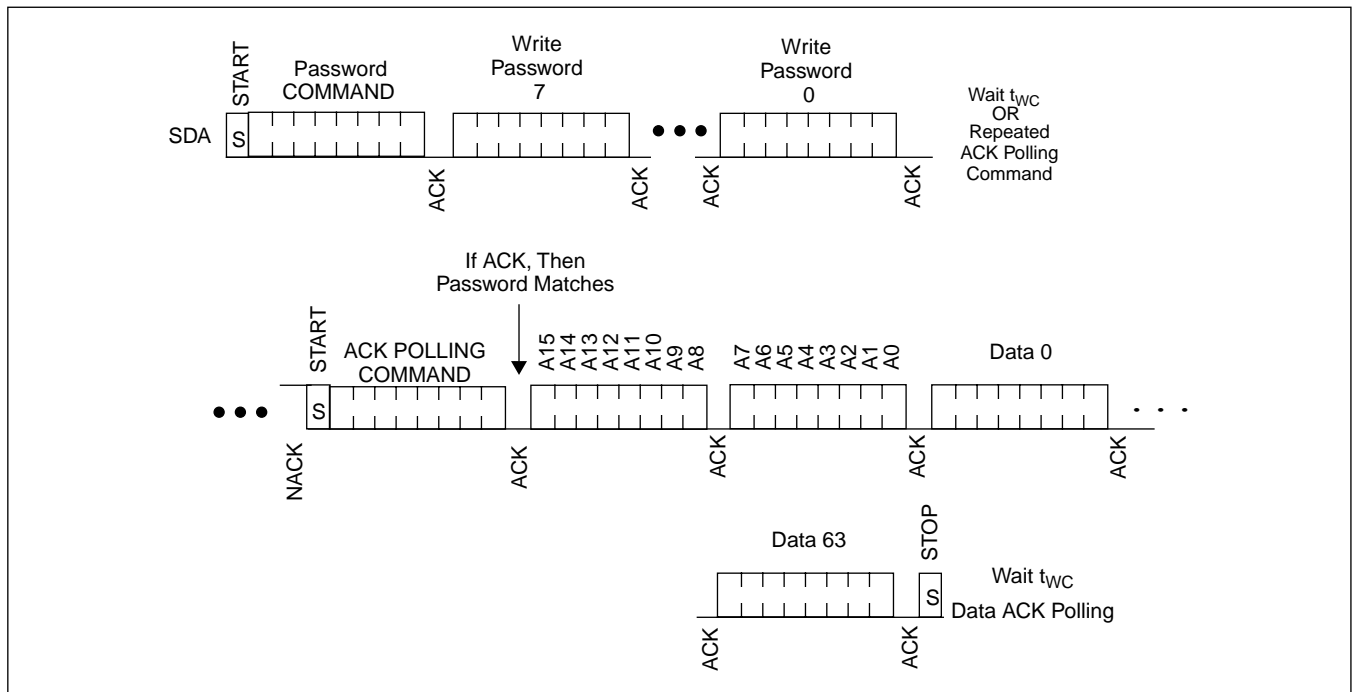 START
Password
COMMAND
Write
Password
7
Write
Password
0
Wait tWC
OR
Repeated
ACK Polling
Command
SDA
S
ACK
ACK
ACK
ACK
If ACK, Then
Password Matches
START
ACK POLLING
COMMAND
A15
A14
A13
A12
A11
A10
A9
A8
A7
A6
A5
A4
A3
A2
A1
A0
Data 0
S
NACK
ACK
ACK
ACK
ACK
Data 63
STOP
S
Wait tWC
Data ACK Polling
ACK
ACK